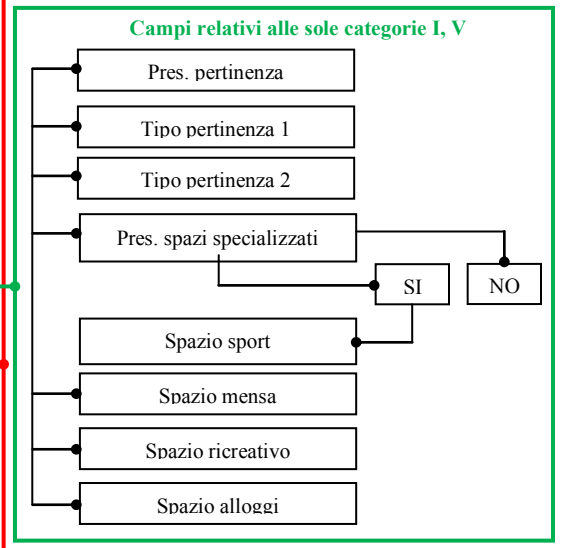 Campi relativi alle sole categorie I, V
Pres. pertinenza
Tipo pertinenza 1
Tipo pertinenza 2
Pres. spazi specializzati
SI
NO
Spazio sport
Spazio mensa
Spazio ricreativo
Spazio alloggi